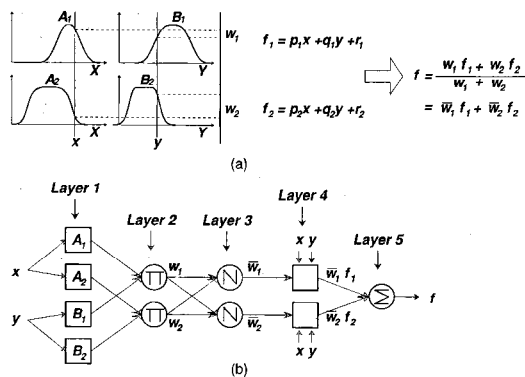 A₁ B₁
w₁ f₁ = p₁x + q₁y + r₁
X Y
A₂ B₂
w₂ f₂ = p₂x + q₂y + r₂
x X y Y
f = w₁ f₁ + w₂ f₂ / w₁ + w₂
= w̅₁ f₁ + w̅₂ f₂
(a)
Layer 1 Layer 4
Layer 2 Layer 3 Layer 5
x y
A₁
x A₂ Π w₁ N w̅₁ w̅₁ f₁
Σ f
y B₁ Π w₂ N w̅₂ w̅₂ f₂
B₂
x y
(b)